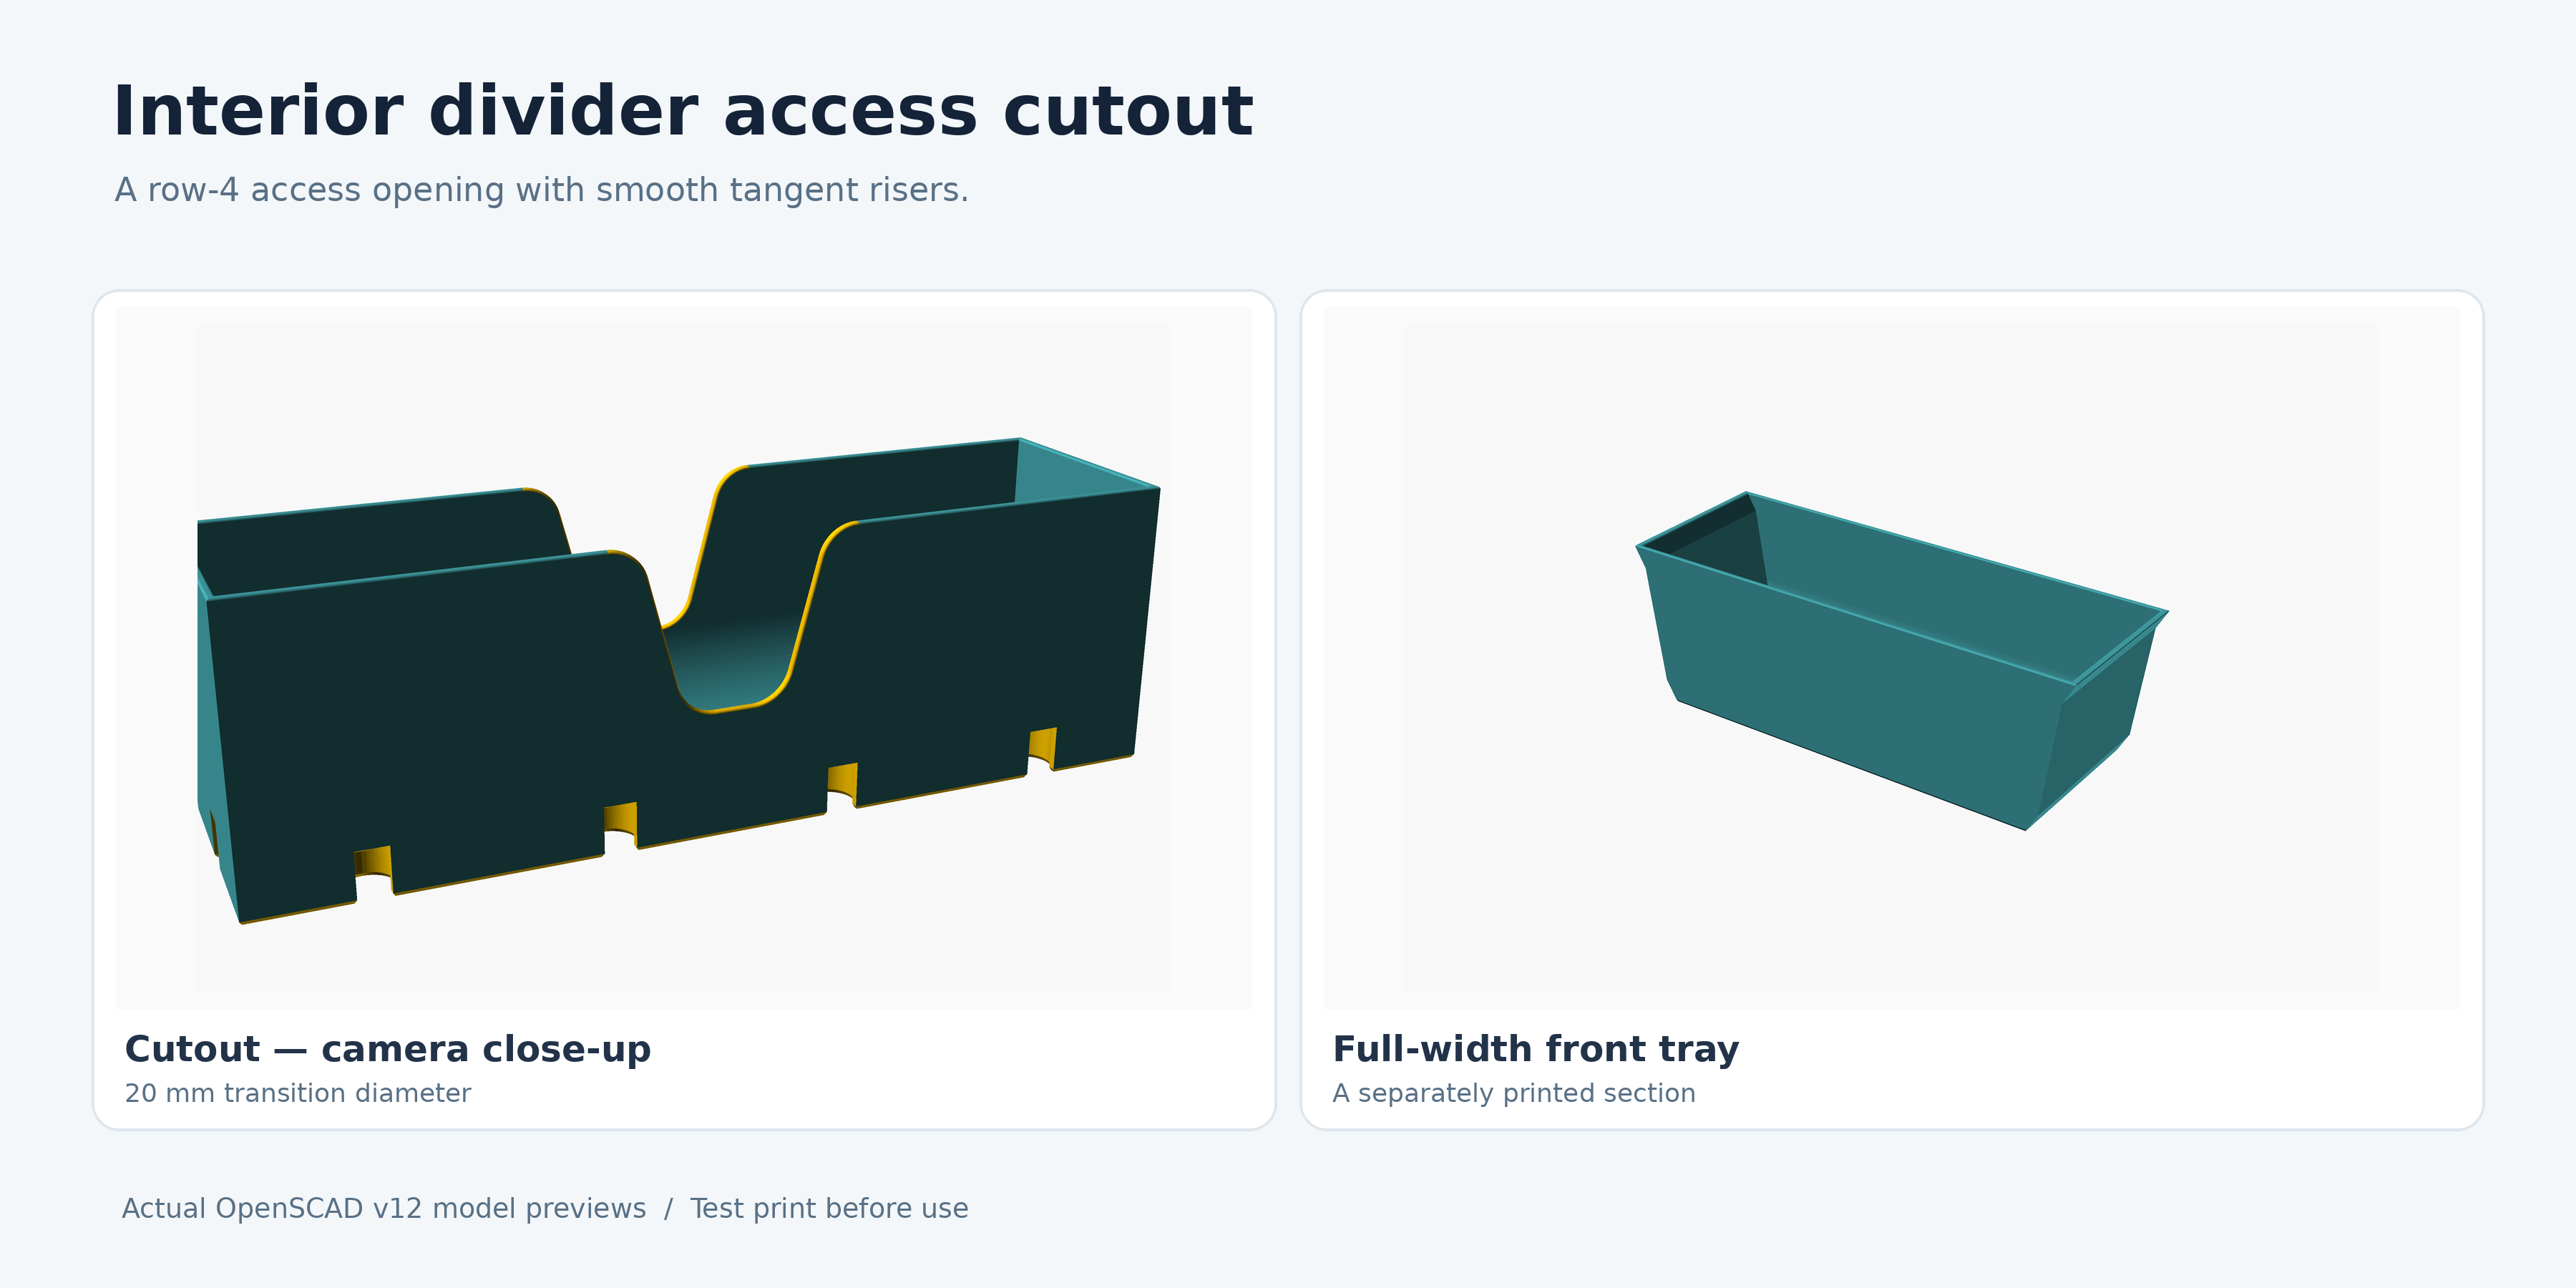 Interior divider access cutout
A row-4 access opening with smooth tangent risers.
Cutout — camera close-up
20 mm transition diameter
Full-width front tray
A separately printed section
Actual OpenSCAD v12 model previews / Test print before use